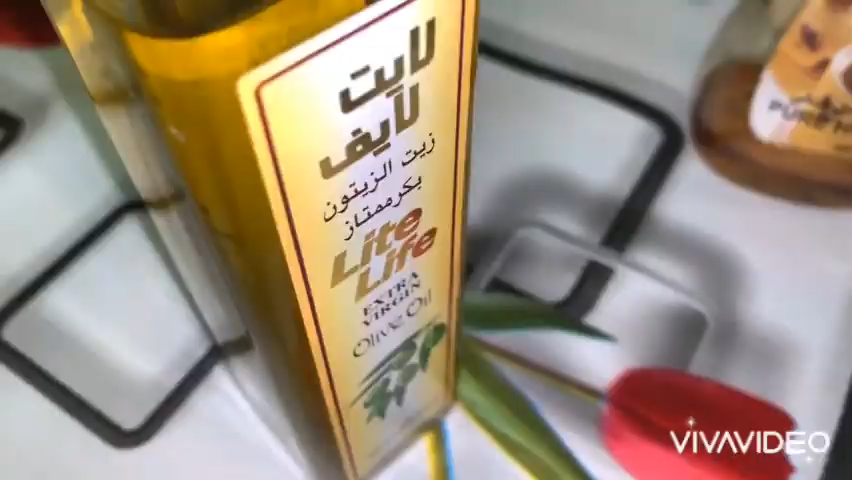 لايت
لايف
زيت الزيتون
بكر ممتاز
Lite
Life
EXTRA
VIRGIN
Olive Oil
VIVAVIDEO